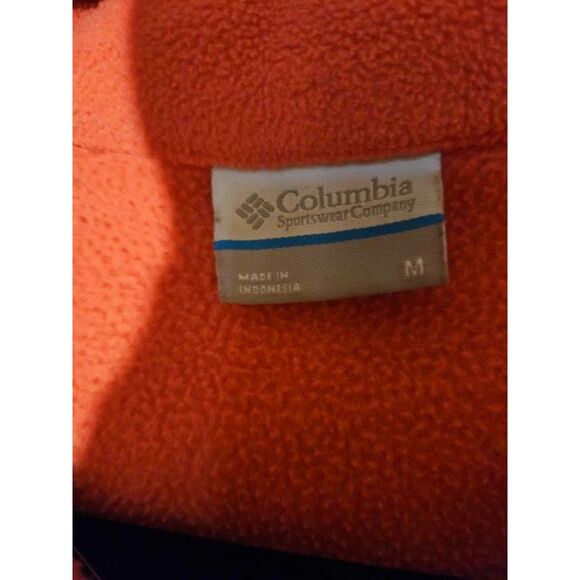 Columbia
Sportswear Company
MADE IN
INDONESIA
M